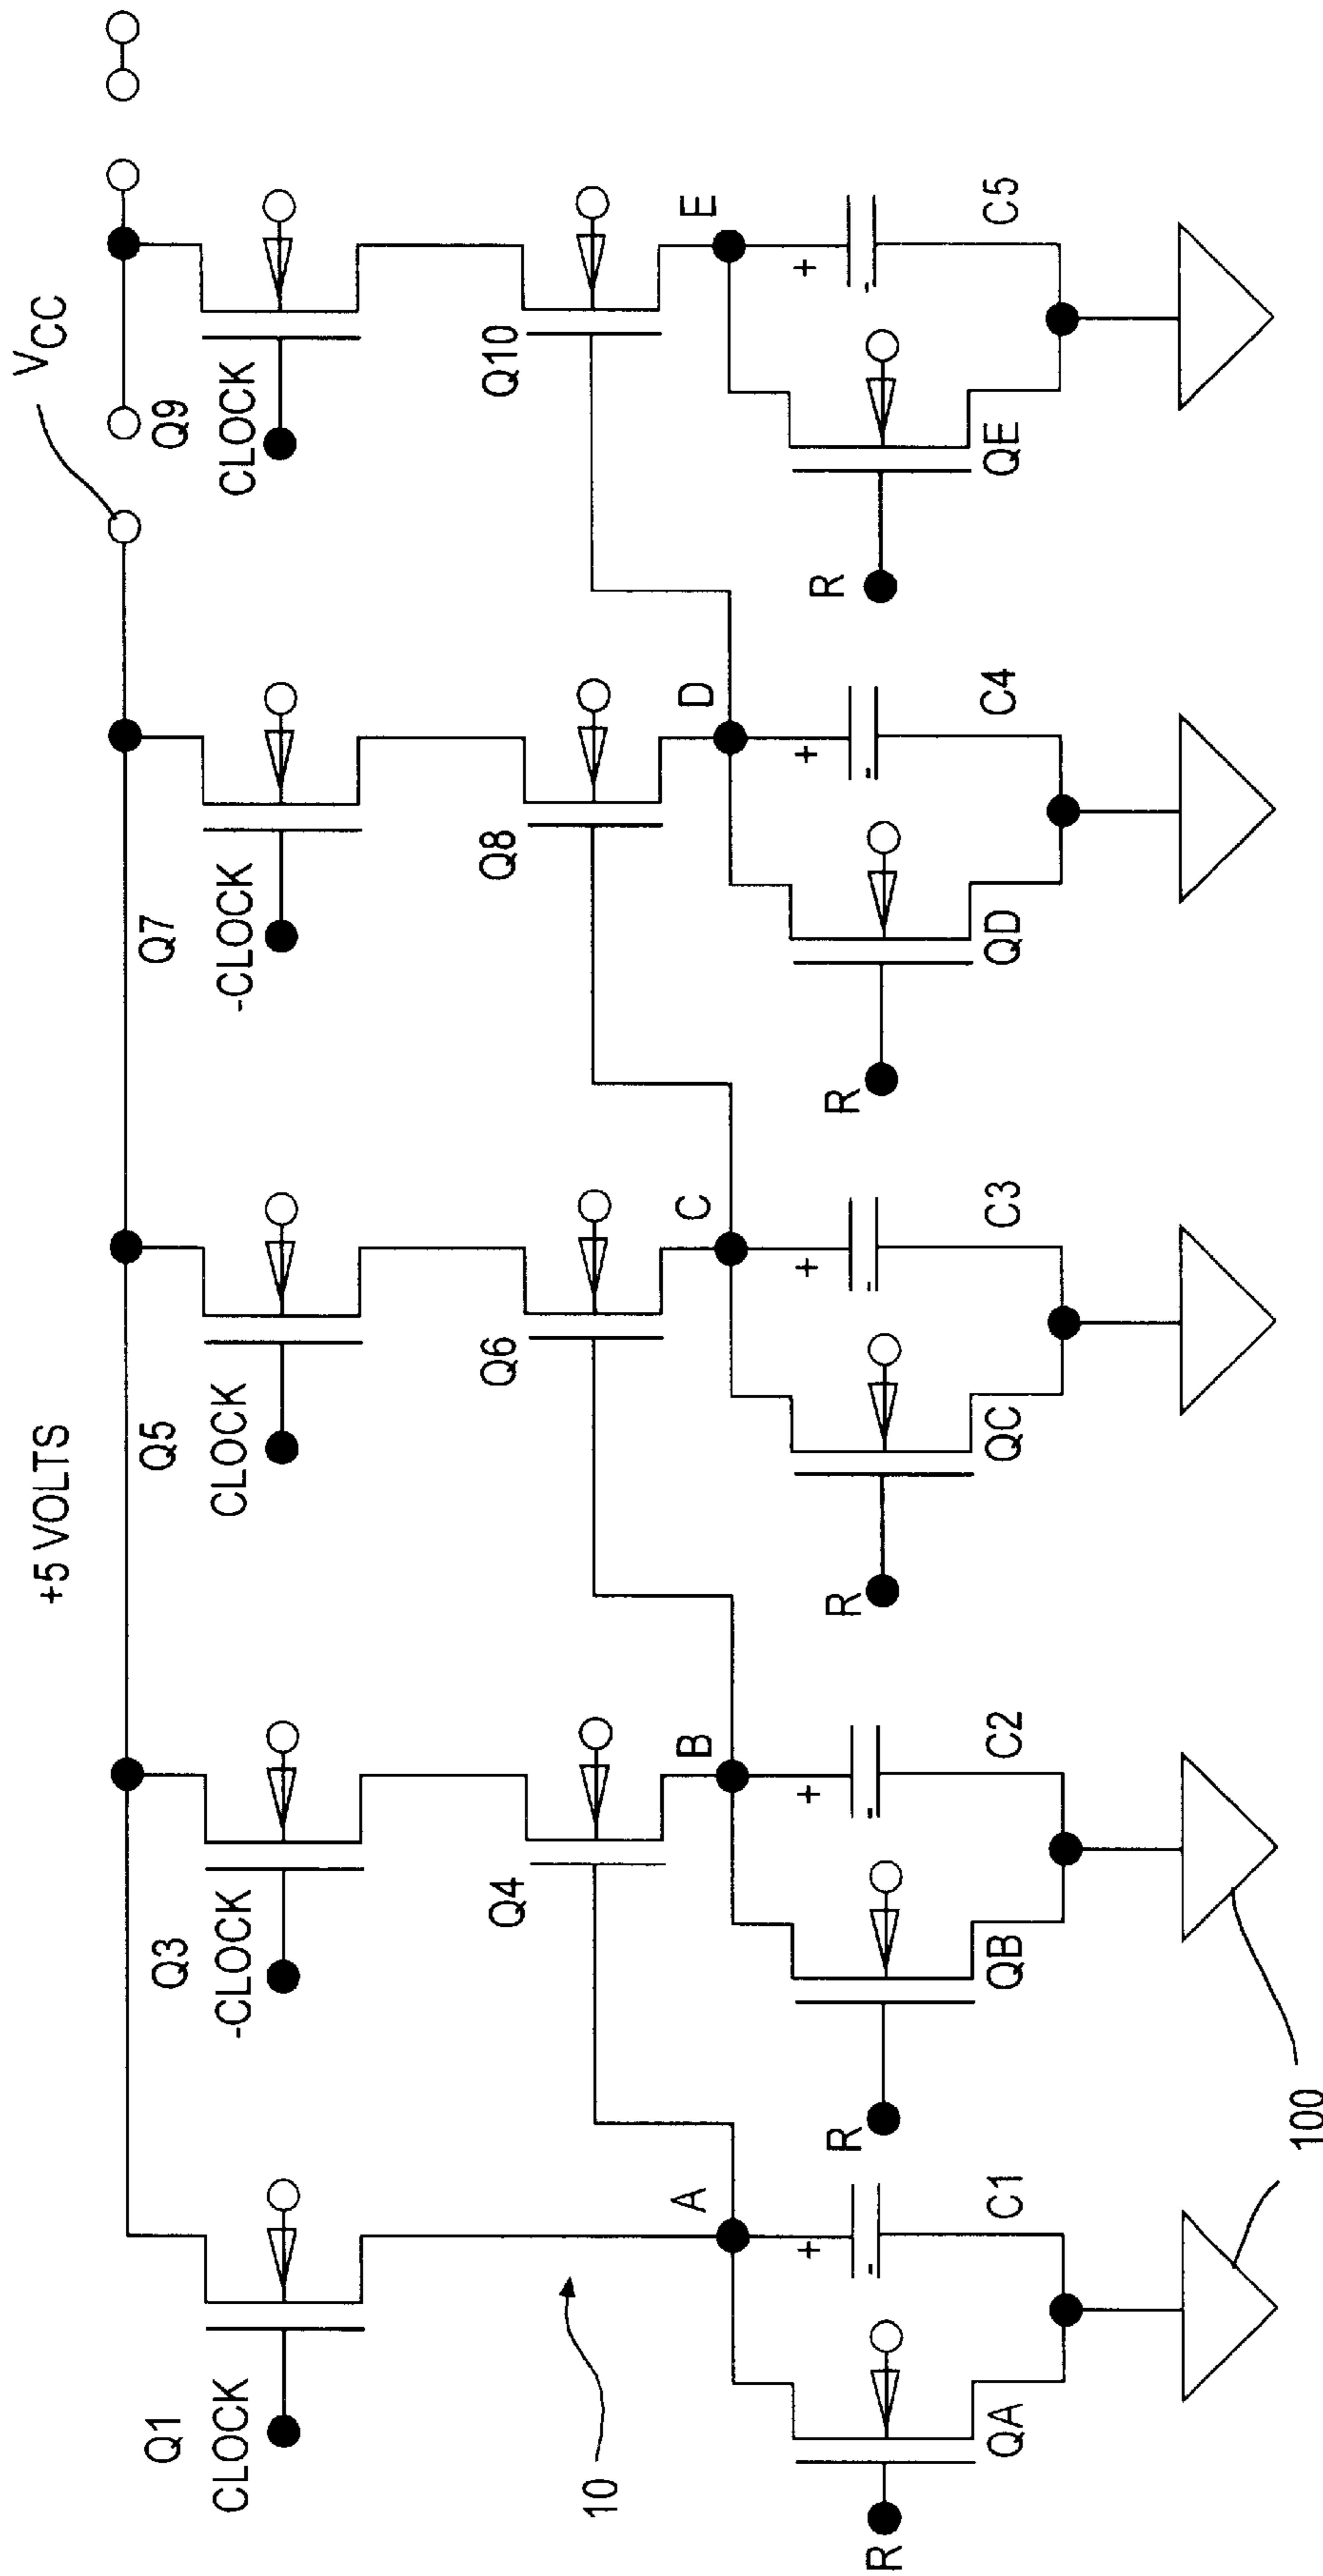 +5 VOLTS
VCC
Q1
Q3
Q5
Q7
Q9
CLOCK
-CLOCK
CLOCK
-CLOCK
CLOCK
Q4
Q6
Q8
Q10
10
A
B
C
D
E
+
+
+
+
+
-
-
-
-
-
R
R
R
R
R
QA
C1
QB
C2
QC
C3
QD
C4
QE
C5
100